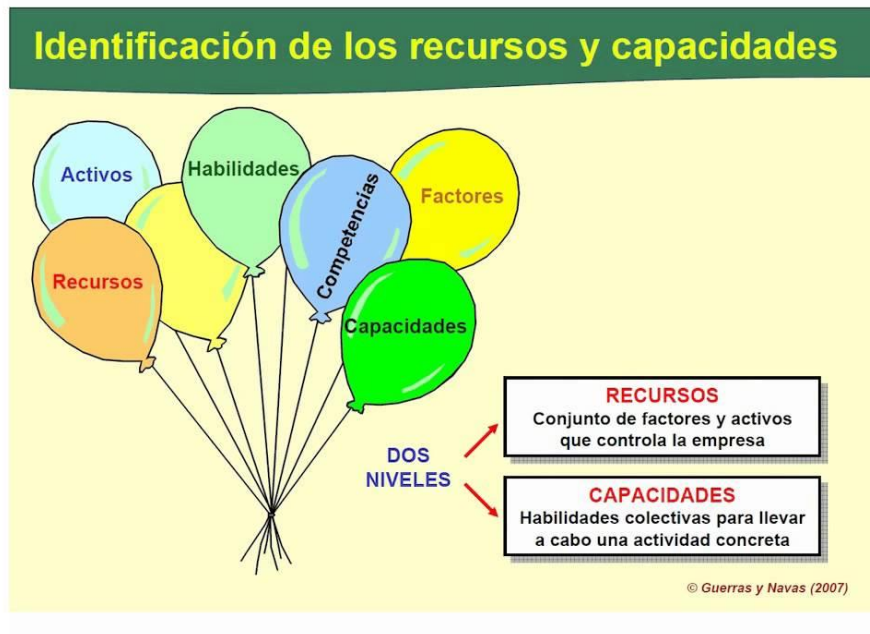 Identificación de los recursos y capacidades
Activos
Habilidades
Competencias
Factores
Recursos
Capacidades
DOS
NIVELES
RECURSOS
Conjunto de factores y activos
que controla la empresa
CAPACIDADES
Habilidades colectivas para llevar
a cabo una actividad concreta
© Guerras y Navas (2007)